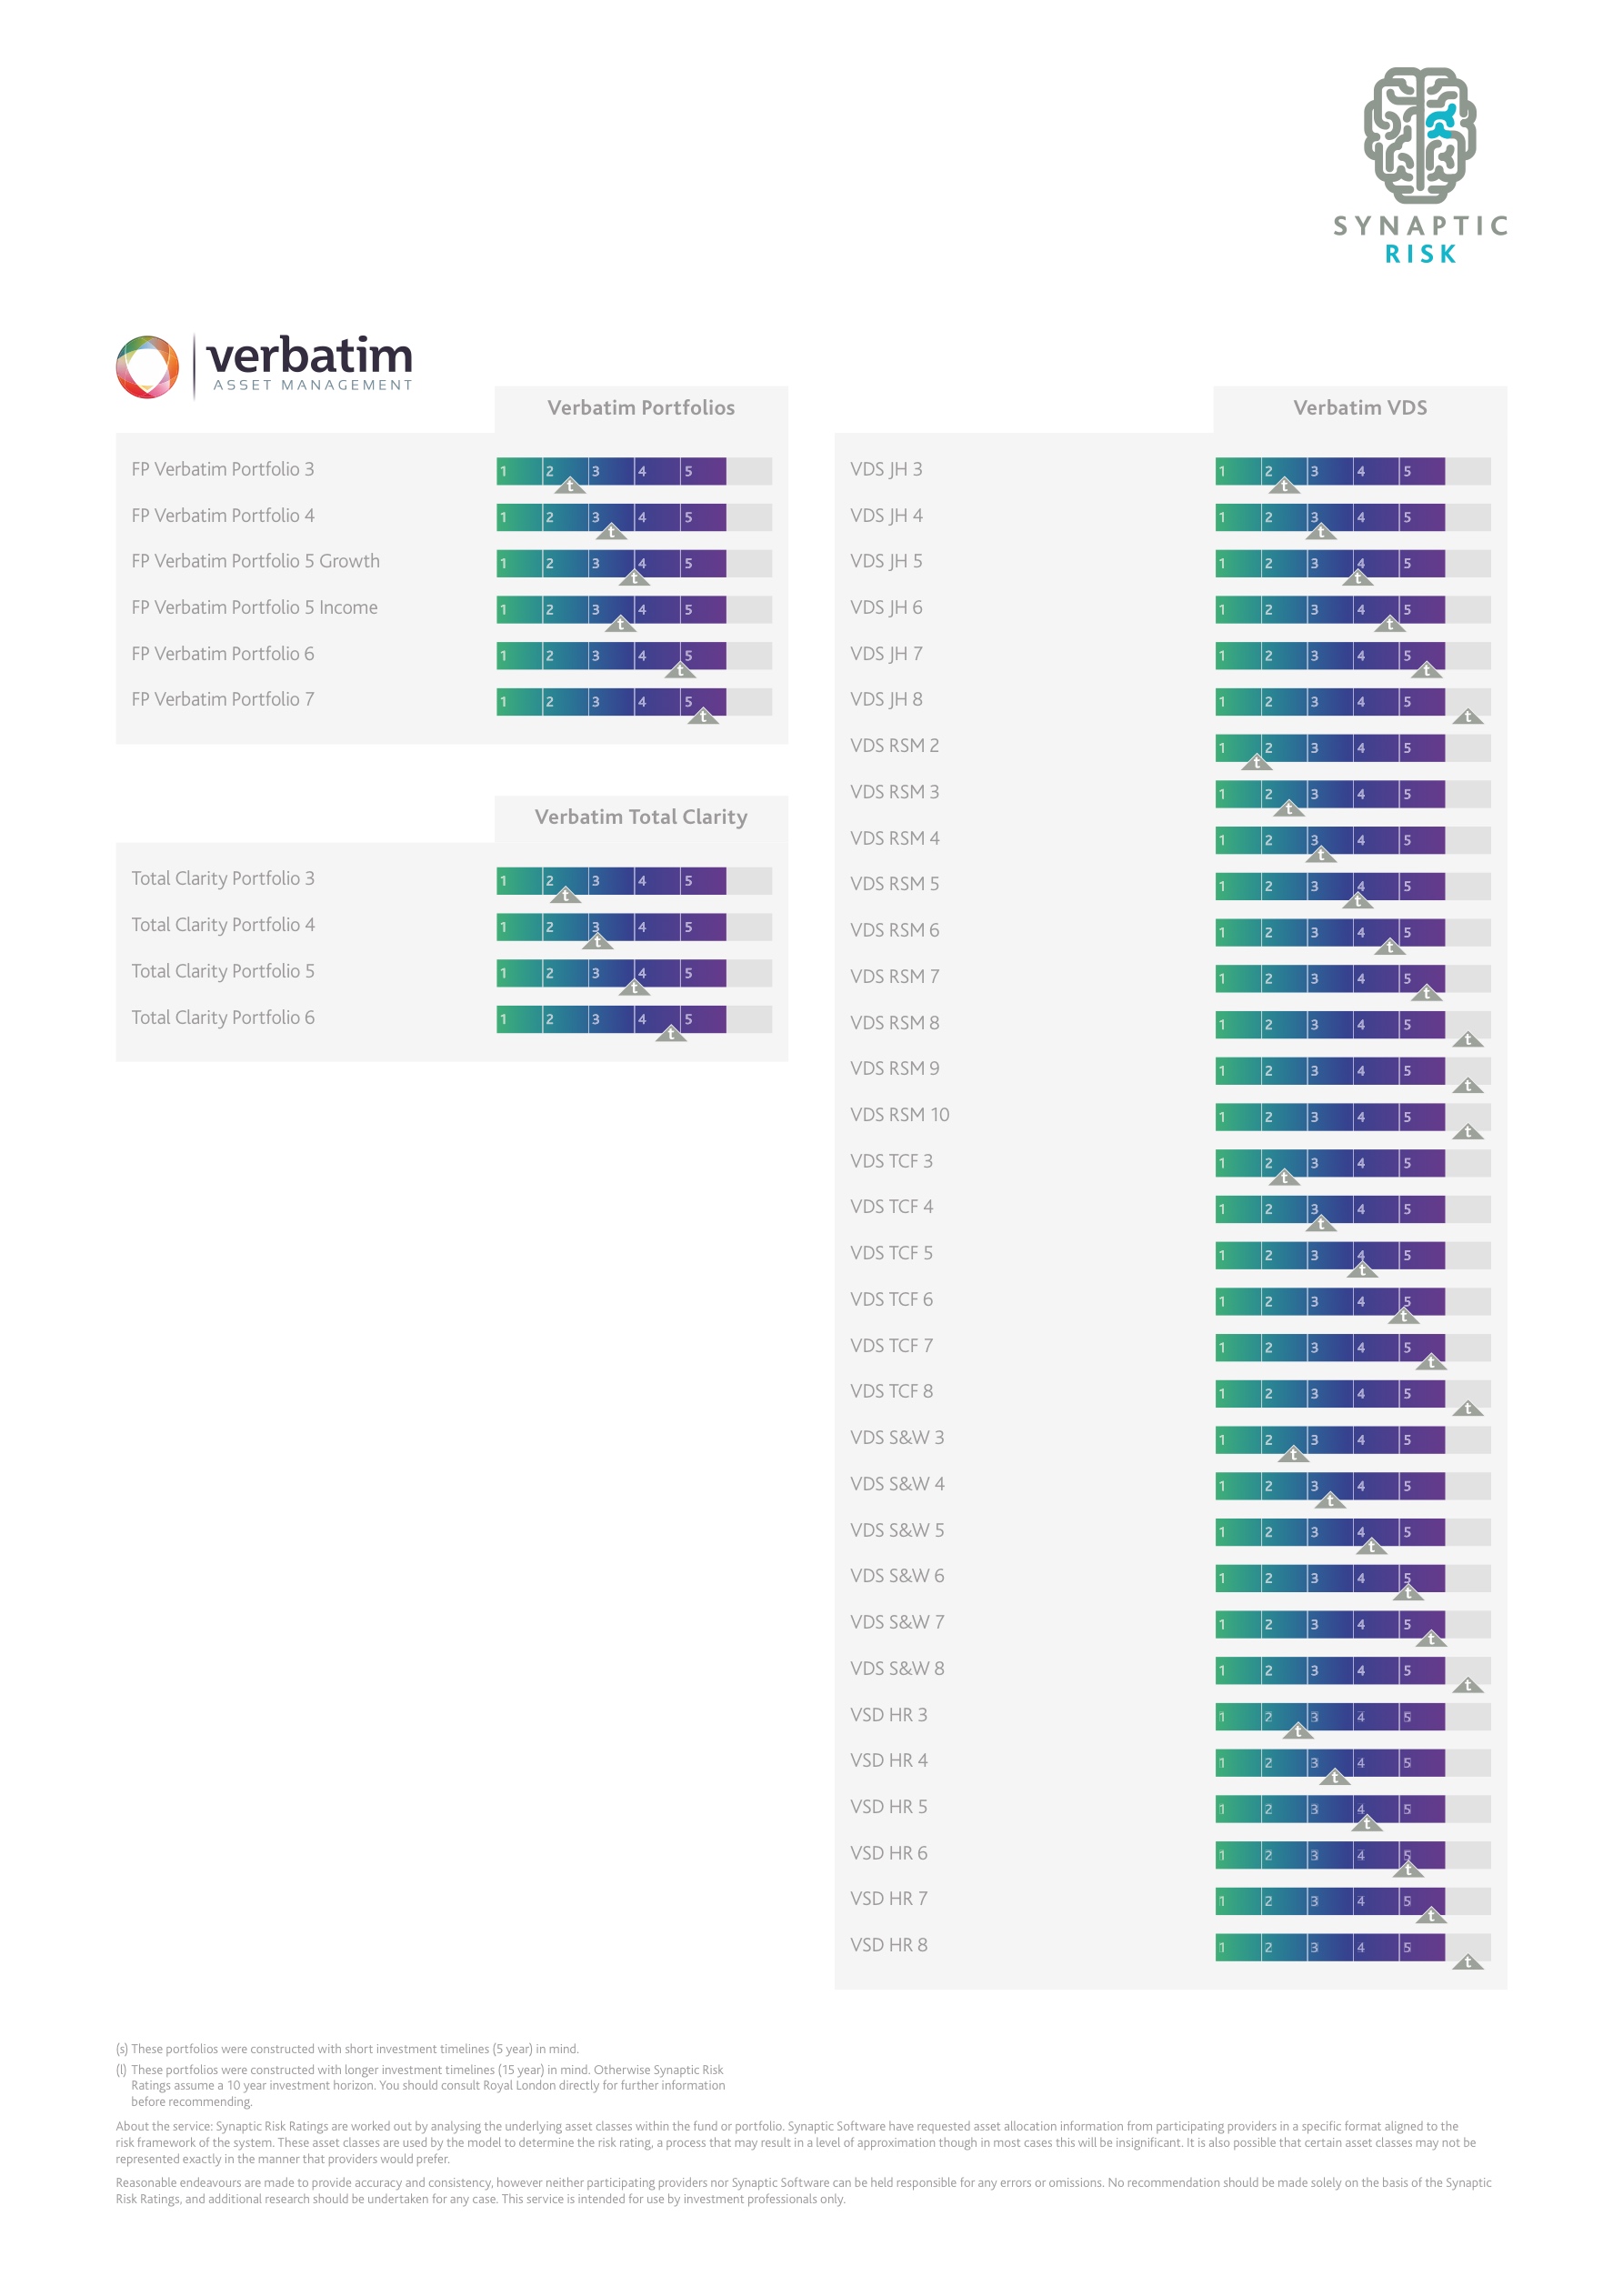 SYNAPTIC
RISK
verbatim
ASSET MANAGEMENT
Verbatim Portfolios
FP Verbatim Portfolio 3
1 2 3 4 5
t
FP Verbatim Portfolio 4
1 2 3 4 5
t
FP Verbatim Portfolio 5 Growth
1 2 3 4 5
t
FP Verbatim Portfolio 5 Income
1 2 3 4 5
t
FP Verbatim Portfolio 6
1 2 3 4 5
t
FP Verbatim Portfolio 7
1 2 3 4 5
t
Verbatim Total Clarity
Total Clarity Portfolio 3
1 2 3 4 5
t
Total Clarity Portfolio 4
1 2 3 4 5
t
Total Clarity Portfolio 5
1 2 3 4 5
t
Total Clarity Portfolio 6
1 2 3 4 5
t
Verbatim VDS
VDS JH 3
1 2 3 4 5
t
VDS JH 4
1 2 3 4 5
t
VDS JH 5
1 2 3 4 5
t
VDS JH 6
1 2 3 4 5
t
VDS JH 7
1 2 3 4 5
t
VDS JH 8
1 2 3 4 5
t
VDS RSM 2
1 2 3 4 5
t
VDS RSM 3
1 2 3 4 5
t
VDS RSM 4
1 2 3 4 5
t
VDS RSM 5
1 2 3 4 5
t
VDS RSM 6
1 2 3 4 5
t
VDS RSM 7
1 2 3 4 5
t
VDS RSM 8
1 2 3 4 5
t
VDS RSM 9
1 2 3 4 5
t
VDS RSM 10
1 2 3 4 5
t
VDS TCF 3
1 2 3 4 5
t
VDS TCF 4
1 2 3 4 5
t
VDS TCF 5
1 2 3 4 5
t
VDS TCF 6
1 2 3 4 5
t
VDS TCF 7
1 2 3 4 5
t
VDS TCF 8
1 2 3 4 5
t
VDS S&W 3
1 2 3 4 5
t
VDS S&W 4
1 2 3 4 5
t
VDS S&W 5
1 2 3 4 5
t
VDS S&W 6
1 2 3 4 5
t
VDS S&W 7
1 2 3 4 5
t
VDS S&W 8
1 2 3 4 5
t
VSD HR 3
1 2 3 4 5
t
VSD HR 4
1 2 3 4 5
t
VSD HR 5
1 2 3 4 5
t
VSD HR 6
1 2 3 4 5
t
VSD HR 7
1 2 3 4 5
t
VSD HR 8
1 2 3 4 5
t
(s) These portfolios were constructed with short investment timelines (5 year) in mind.
(l) These portfolios were constructed with longer investment timelines (15 year) in mind. Otherwise Synaptic Risk
Ratings assume a 10 year investment horizon. You should consult Royal London directly for further information
before recommending.
About the service: Synaptic Risk Ratings are worked out by analysing the underlying asset classes within the fund or portfolio. Synaptic Software have requested asset allocation information from participating providers in a specific format aligned to the
risk framework of the system. These asset classes are used by the model to determine the risk rating, a process that may result in a level of approximation though in most cases this will be insignificant. It is also possible that certain asset classes may not be
represented exactly in the manner that providers would prefer.
Reasonable endeavours are made to provide accuracy and consistency, however neither participating providers nor Synaptic Software can be held responsible for any errors or omissions. No recommendation should be made solely on the basis of the Synaptic
Risk Ratings, and additional research should be undertaken for any case. This service is intended for use by investment professionals only.